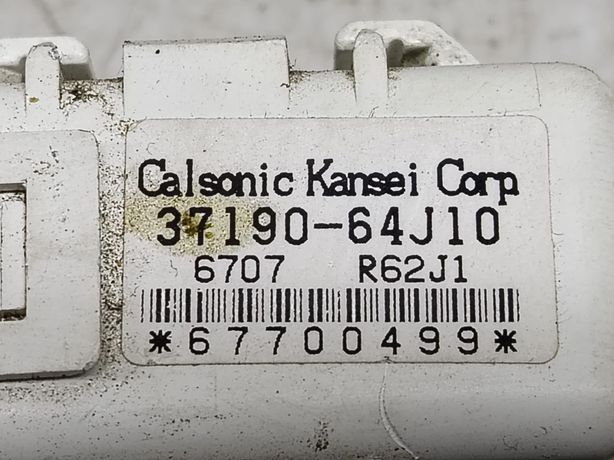 Calsonic Kansei Corp
37190-64J10
6707 R62J1
*67700499*